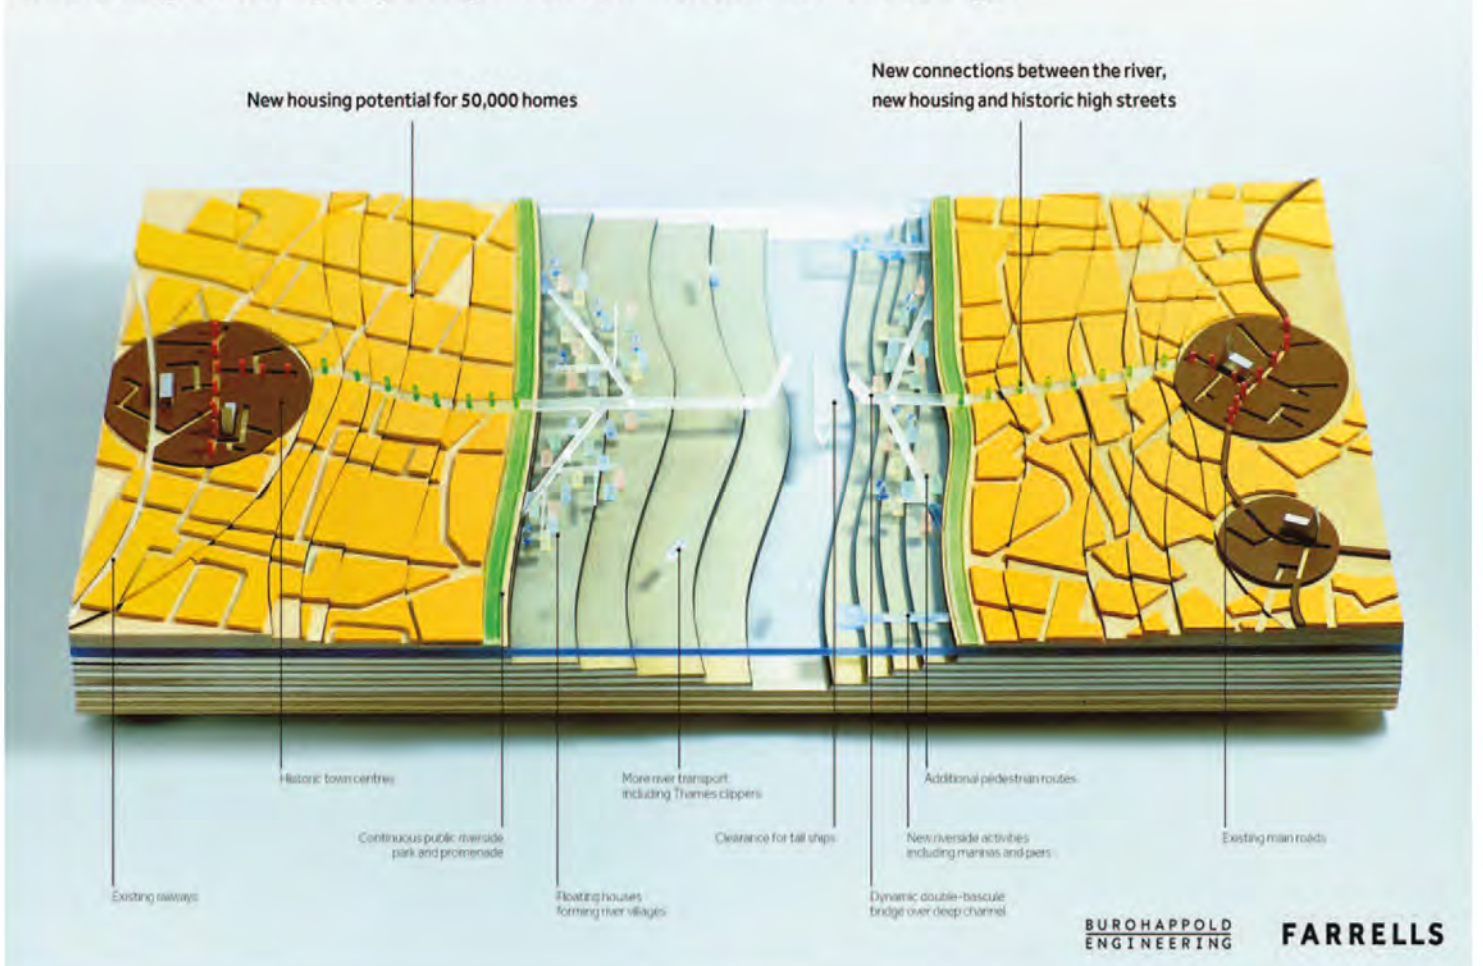 New housing potential for 50,000 homes
New connections between the river,
new housing and historic high streets
Historic town centres
More river transport
including Thames clippers
Additional pedestrian routes
Continuous public riverside
park and promenade
Clearance for tall ships
New riverside activities
including marinas and piers
Existing main roads
Existing railways
Floating houses
forming river villages
Dynamic double-bascule
bridge over deep channel
BUROHAPPOLD
ENGINEERING
FARRELLS